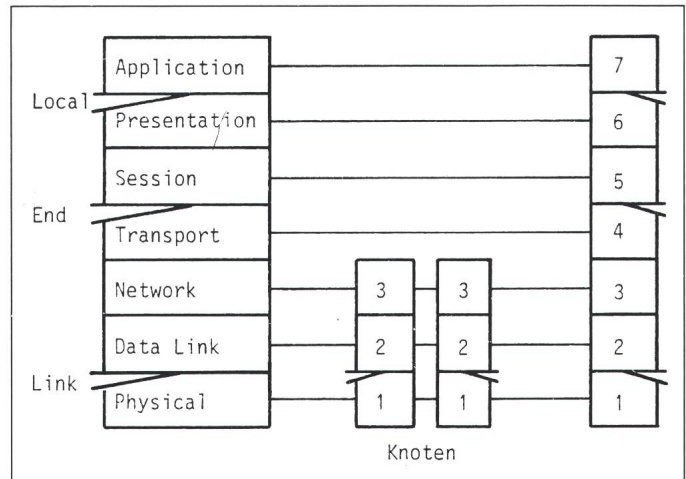 Application 7
Local
Presentation 6
Session 5
End
Transport 4
Network 3 3 3
Data Link 2 2 2
Link
Physical 1 1 1
Knoten